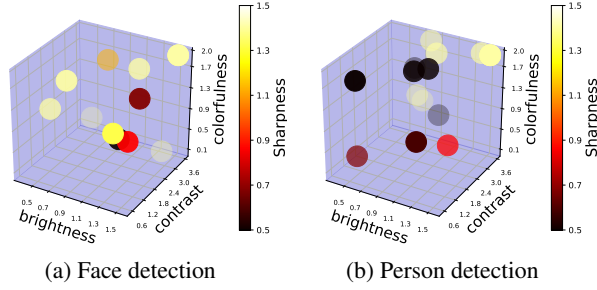 0.5 0.7 0.9 1.1 1.3 1.5
brightness
0.6 1.2 1.8 2.4 3.0 3.6
contrast
0.1 0.5 0.9 1.3 1.7 2.0
colorfulness
1.5
1.3
1.1
0.9
0.7
0.5
Sharpness
(a) Face detection
0.5 0.7 0.9 1.1 1.3 1.5
brightness
0.6 1.2 1.8 2.4 3.0 3.6
contrast
0.1 0.5 0.9 1.3 1.7 2.0
colorfulness
1.5
1.3
1.1
0.9
0.7
0.5
Sharpness
(b) Person detection